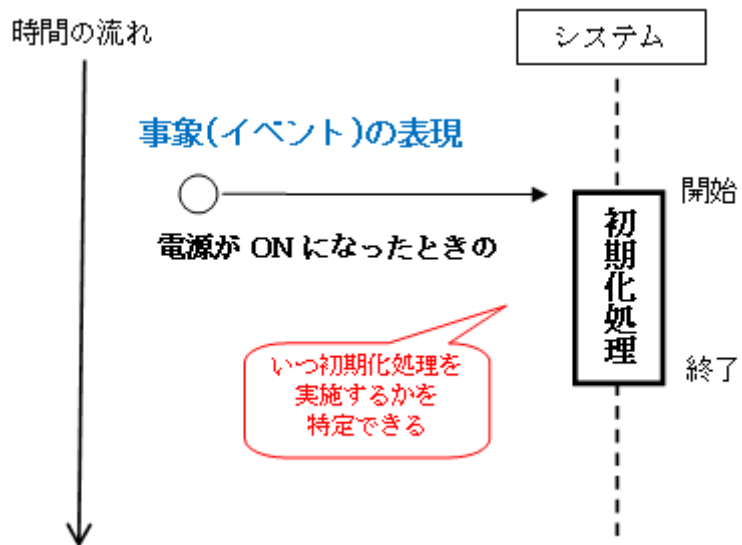 時間の流れ
システム
事象(イベント)の表現
開始
電源が ON になったときの
初期化処理
いつ初期化処理を
実施するかを
特定できる
終了